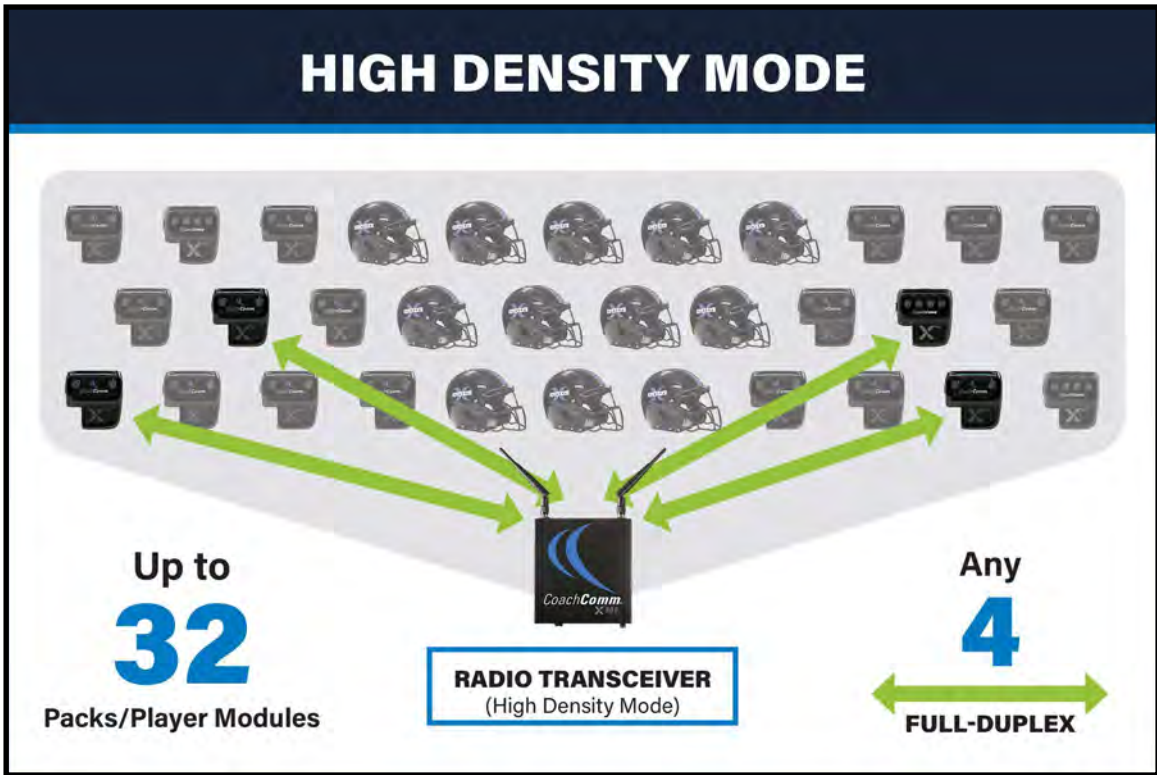 HIGH DENSITY MODE
CoachComm
Up to
32
Packs/Player Modules
RADIO TRANSCEIVER
(High Density Mode)
Any
4
FULL-DUPLEX